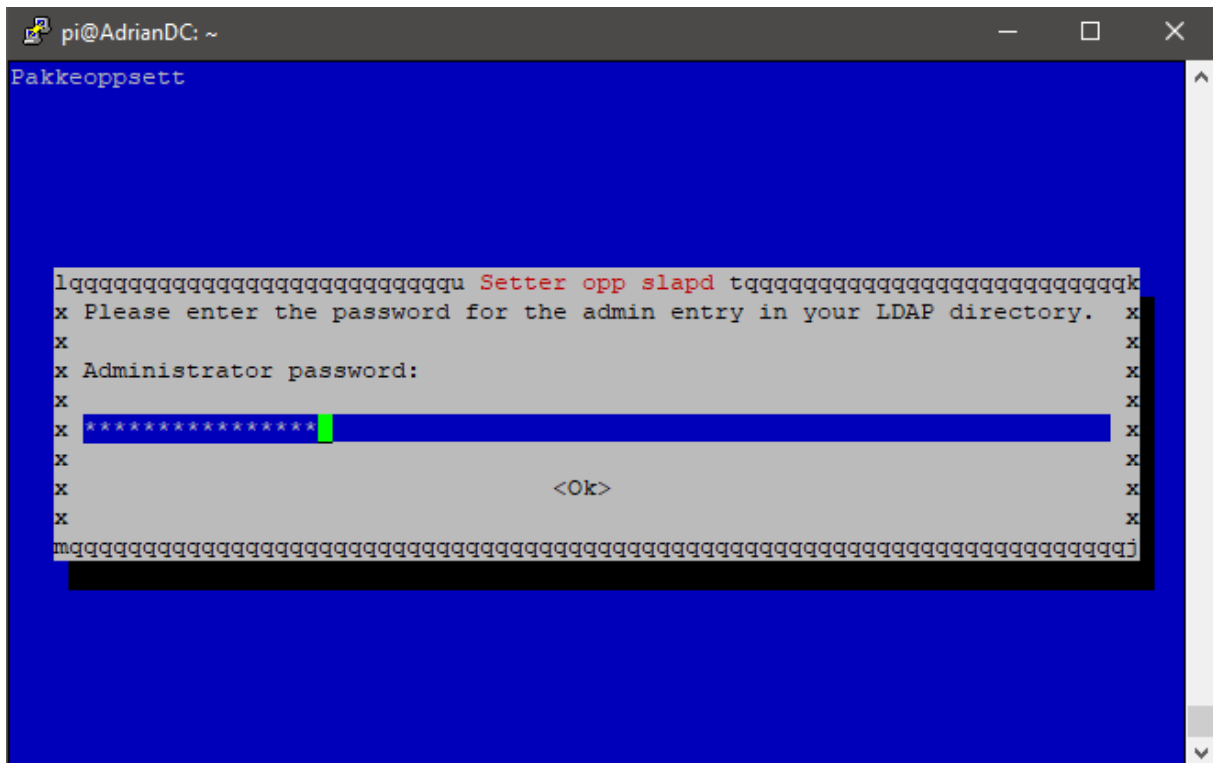 pi@AdrianDC: ~
Pakkeoppsett
lqqqqqqqqqqqqqqqqqqqqqqqqqqqu Setter opp slapd tqqqqqqqqqqqqqqqqqqqqqqqqqqqk
x Please enter the password for the admin entry in your LDAP directory. x
x x
x Administrator password: x
x x
x **************** x
x x
x <Ok> x
x x
mqqqqqqqqqqqqqqqqqqqqqqqqqqqqqqqqqqqqqqqqqqqqqqqqqqqqqqqqqqqqqqqqqqqqqqqqj